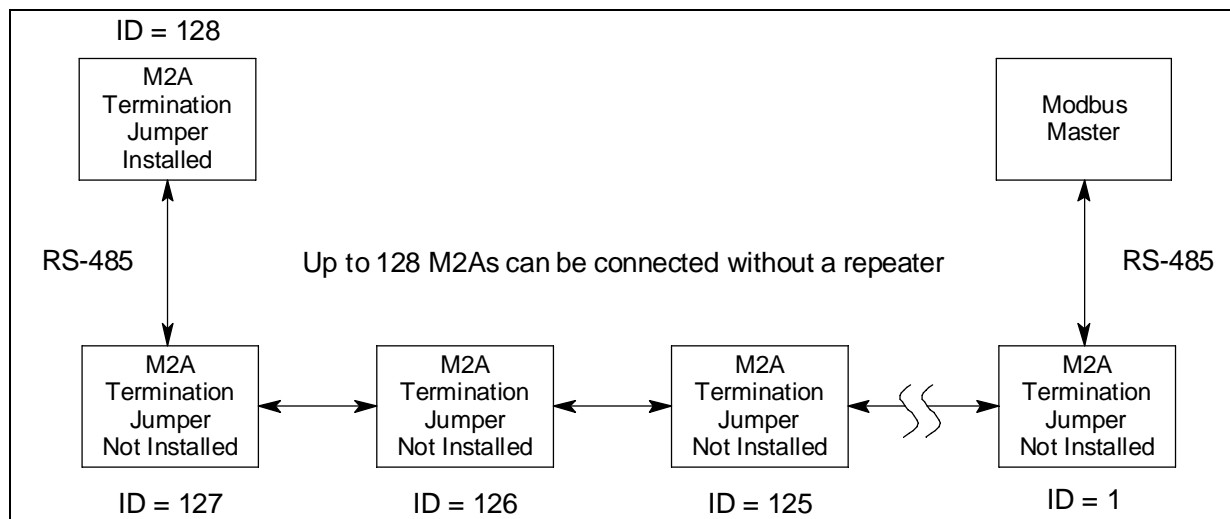 ID = 128
M2A
Termination
Jumper
Installed
Modbus
Master
RS-485
Up to 128 M2As can be connected without a repeater
RS-485
M2A
Termination
Jumper
Not Installed
M2A
Termination
Jumper
Not Installed
M2A
Termination
Jumper
Not Installed
M2A
Termination
Jumper
Not Installed
ID = 127
ID = 126
ID = 125
ID = 1